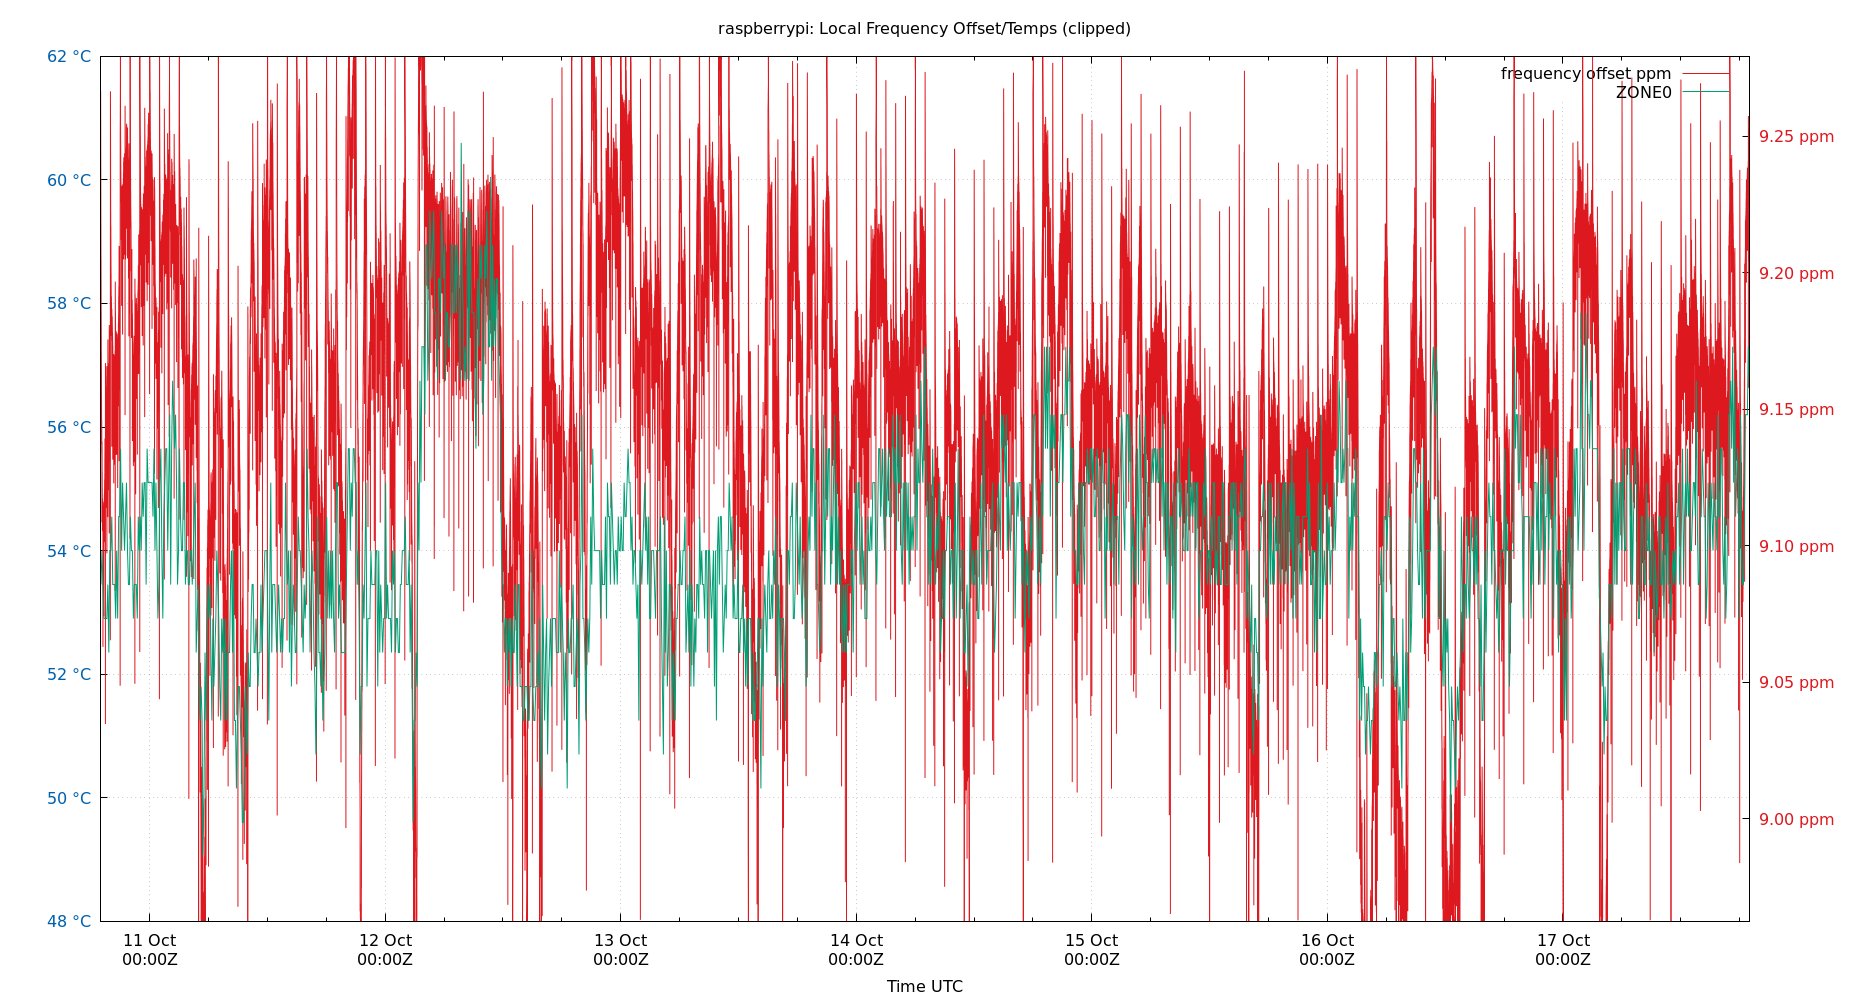 raspberrypi: Local Frequency Offset/Temps (clipped)
62 °C
60 °C
58 °C
56 °C
54 °C
52 °C
50 °C
48 °C
frequency offset ppm
ZONE0
9.25 ppm
9.20 ppm
9.15 ppm
9.10 ppm
9.05 ppm
9.00 ppm
11 Oct
00:00Z
12 Oct
00:00Z
13 Oct
00:00Z
14 Oct
00:00Z
15 Oct
00:00Z
16 Oct
00:00Z
17 Oct
00:00Z
Time UTC